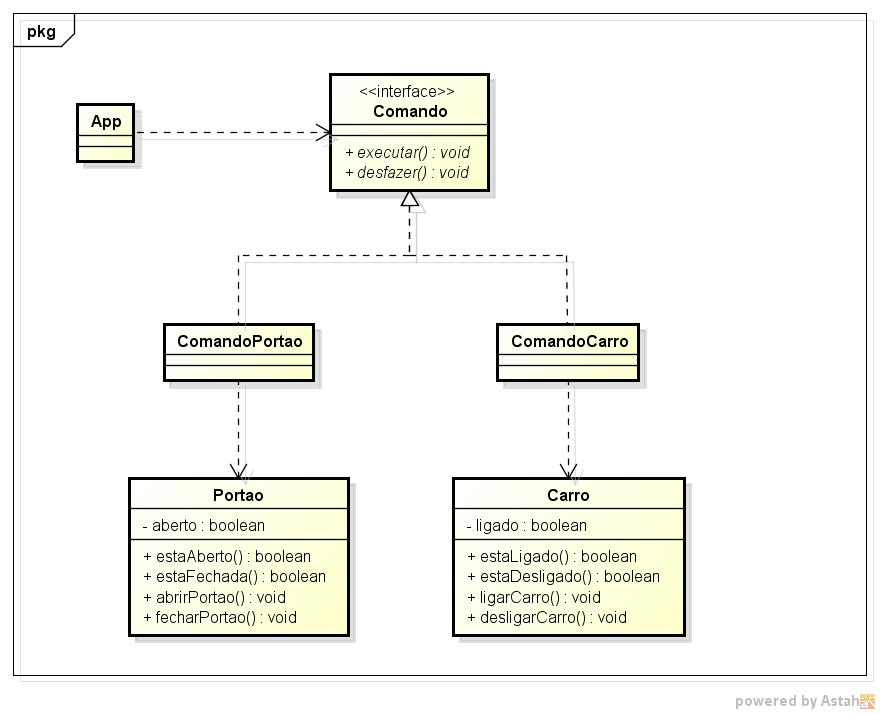 pkg
<<interface>>
Comando
App
+ executar() : void
+ desfazer() : void
ComandoPortao
ComandoCarro
Portao
- aberto : boolean
+ estaAberto() : boolean
+ estaFechada() : boolean
+ abrirPortao() : void
+ fecharPortao() : void
Carro
- ligado : boolean
+ estaLigado() : boolean
+ estaDesligado() : boolean
+ ligarCarro() : void
+ desligarCarro() : void
powered by Astah